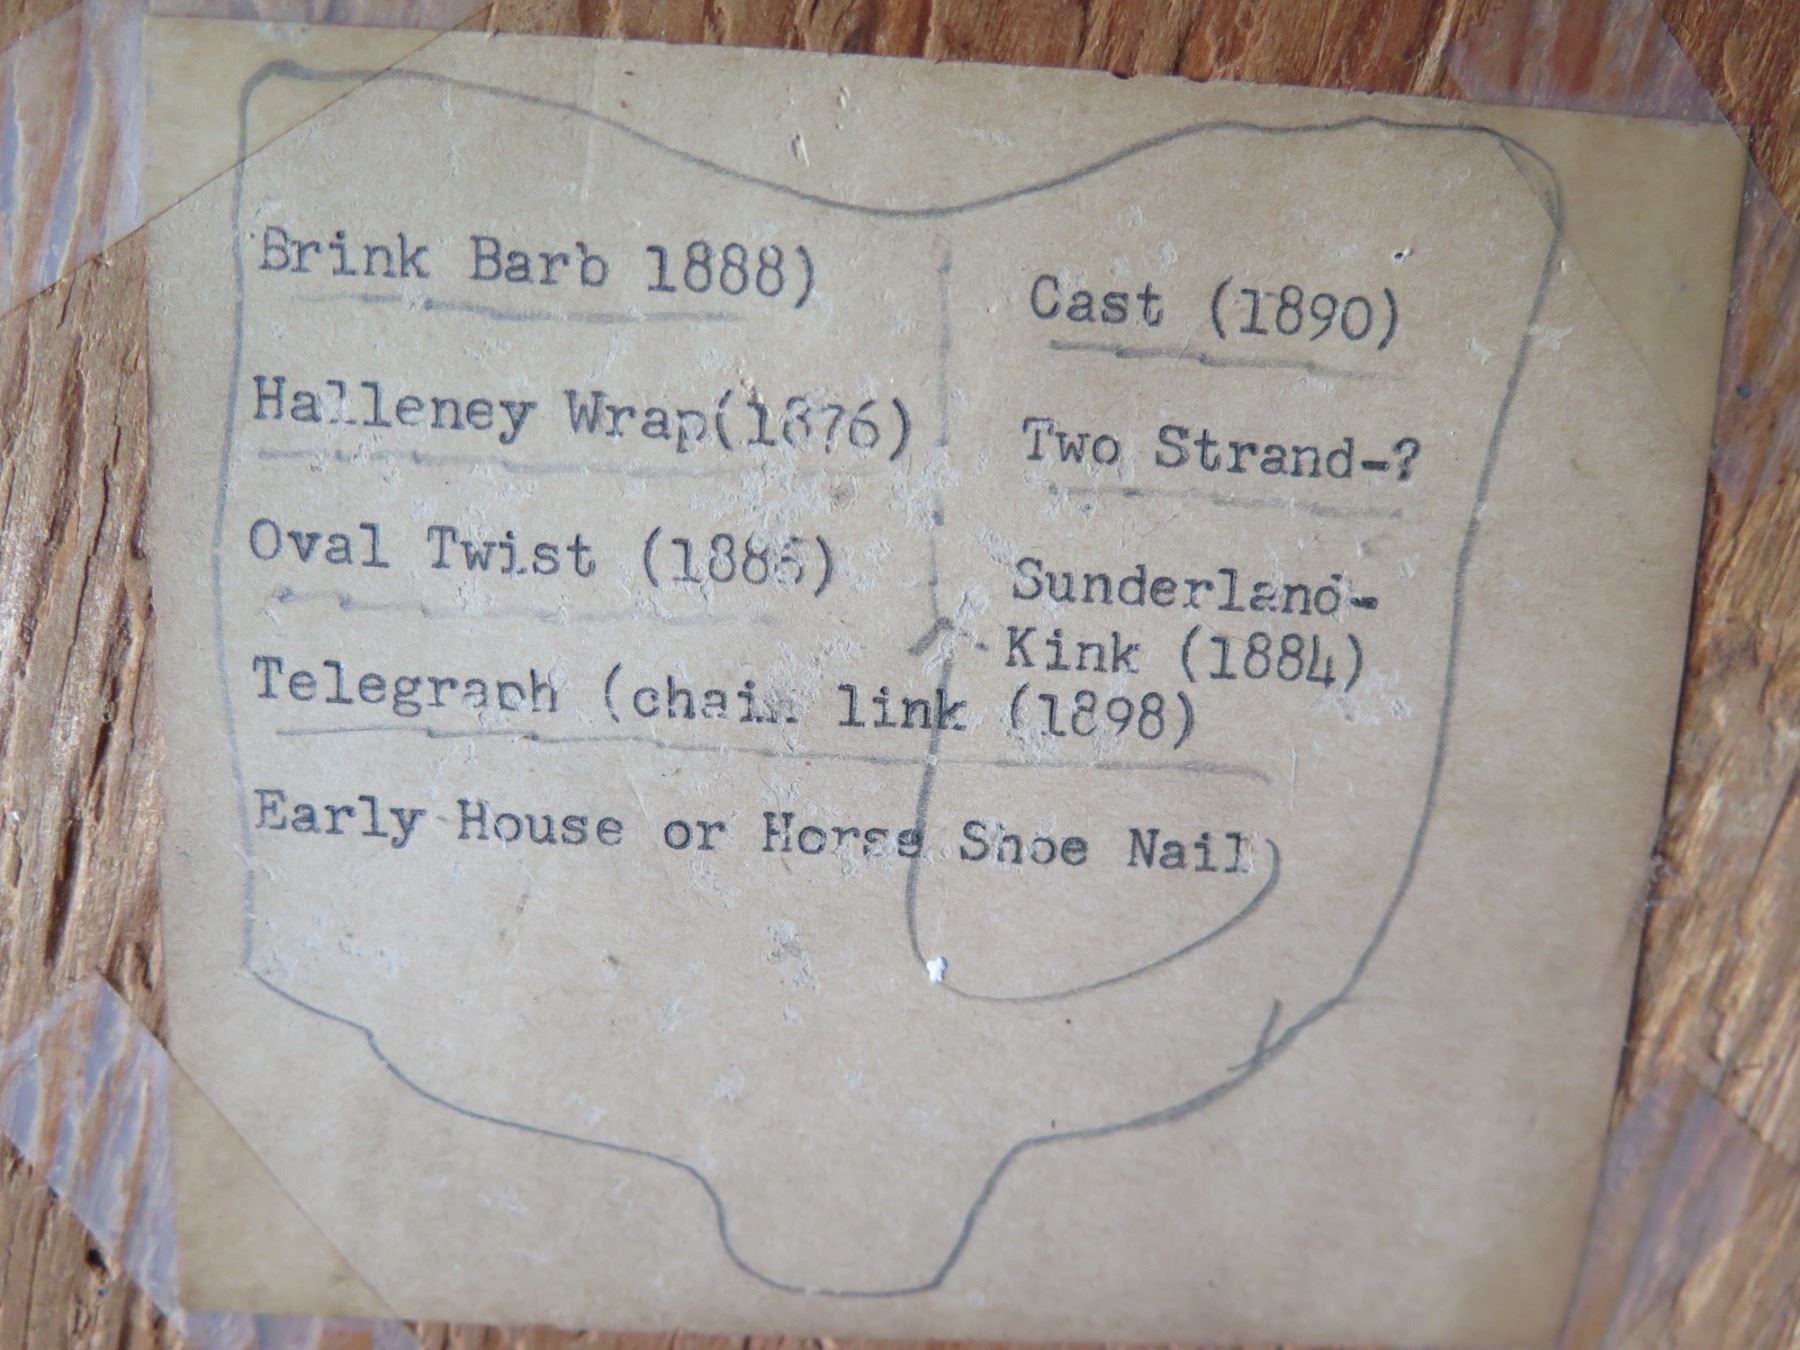 Brink Barb 1888)
Halleney Wrap(1876)
Oval Twist (1886)
Telegraph (chain link (1898)
Early House or Horse Shoe Nail)
Cast (1890)
Two Strand-?
Sunderland-
Kink (1884)